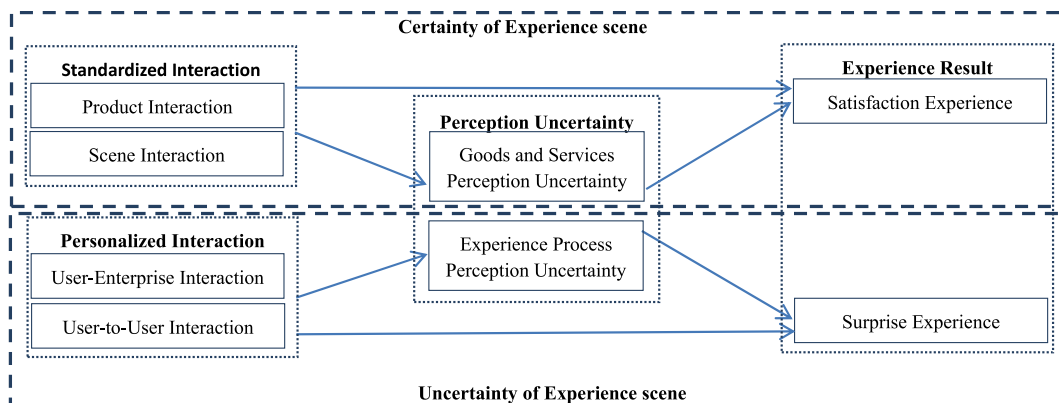 Certainty of Experience scene
Standardized Interaction
Product Interaction
Scene Interaction
Perception Uncertainty
Goods and Services
Perception Uncertainty
Experience Result
Satisfaction Experience
Personalized Interaction
User-Enterprise Interaction
User-to-User Interaction
Experience Process
Perception Uncertainty
Surprise Experience
Uncertainty of Experience scene